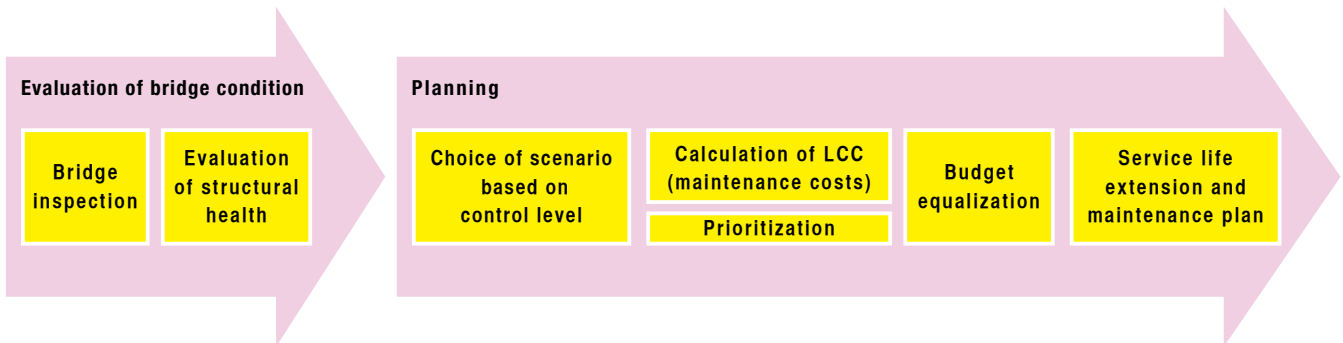 Evaluation of bridge condition
Bridge
inspection
Evaluation
of structural
health
Planning
Choice of scenario
based on
control level
Calculation of LCC
(maintenance costs)
Prioritization
Budget
equalization
Service life
extension and
maintenance plan